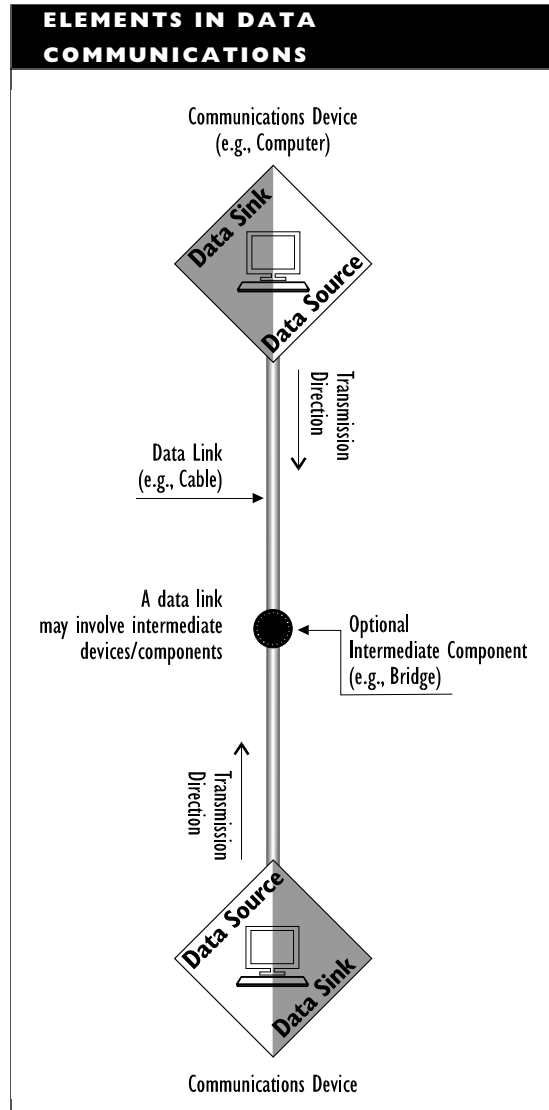 ELEMENTS IN DATA
COMMUNICATIONS
Communications Device
(e.g., Computer)
Data Sink
Data Source
Transmission
Direction
Data Link
(e.g., Cable)
A data link
may involve intermediate
devices/components
Optional
Intermediate Component
(e.g., Bridge)
Transmission
Direction
Data Source
Data Sink
Communications Device